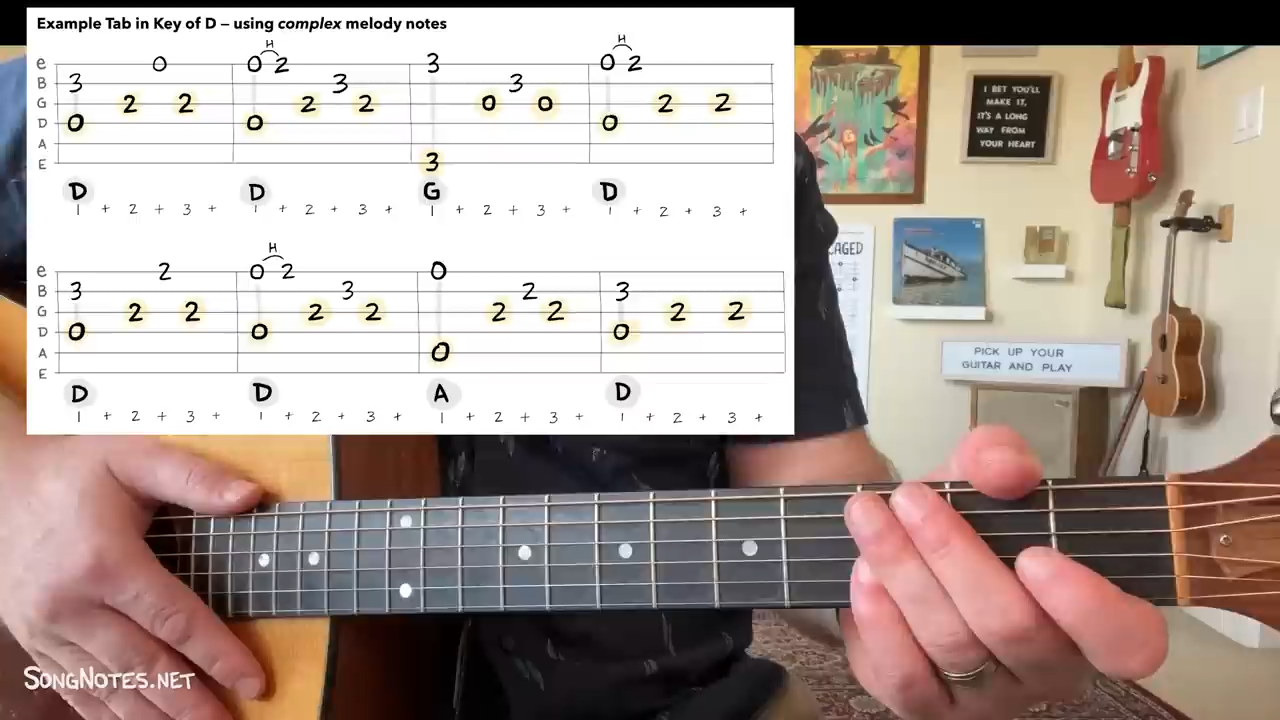 Example Tab in Key of D – using complex melody notes
H H
e 0 0 2 3 0 2
B 3 3 3
G 2 2 2 2 0 0 2 2
D 0 0 0
A
E 3
D D G D
1 + 2 + 3 + 1 + 2 + 3 + 1 + 2 + 3 + 1 + 2 + 3 +
H
e 2 0 2 0
B 3 3 2 3
G 2 2 2 2 2 2 2 2
D 0 0 0
A 0
E
D D A D
1 + 2 + 3 + 1 + 2 + 3 + 1 + 2 + 3 + 1 + 2 + 3 +
I BET YOU'LL
MAKE IT,
IT'S A LONG
WAY FROM
YOUR HEART
CAGED
PICK UP YOUR
GUITAR AND PLAY
SONGNOTES.NET